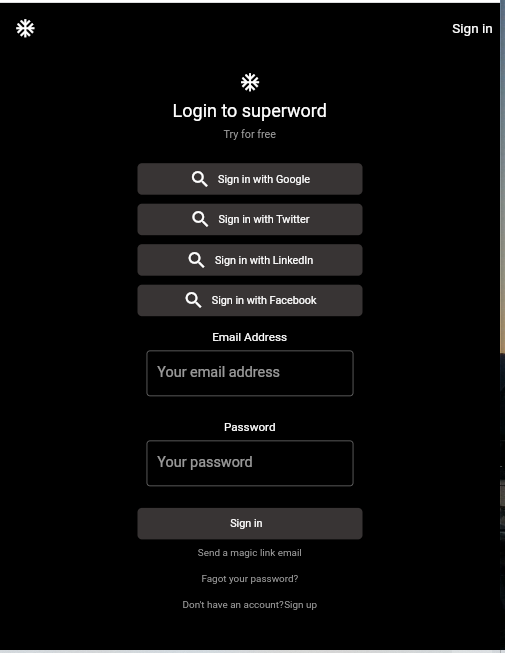 Sign in
Login to superword
Try for free
Sign in with Google
Sign in with Twitter
Sign in with LinkedIn
Sign in with Facebook
Email Address
Your email address
Password
Your password
Sign in
Send a magic link email
Fagot your password?
Don't have an account?Sign up